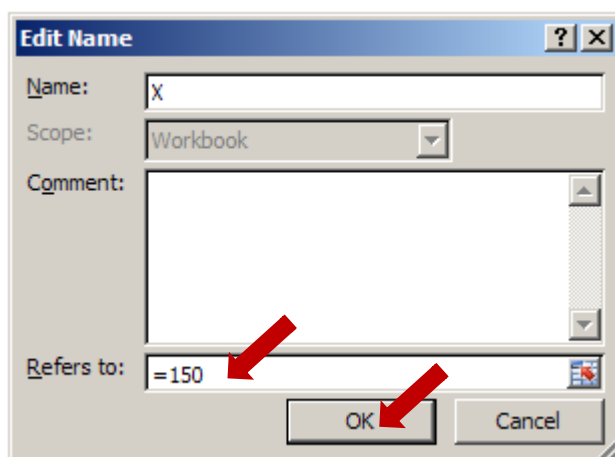 Edit Name
Name: X
Scope: Workbook
Comment:
Refers to: =150
OK Cancel